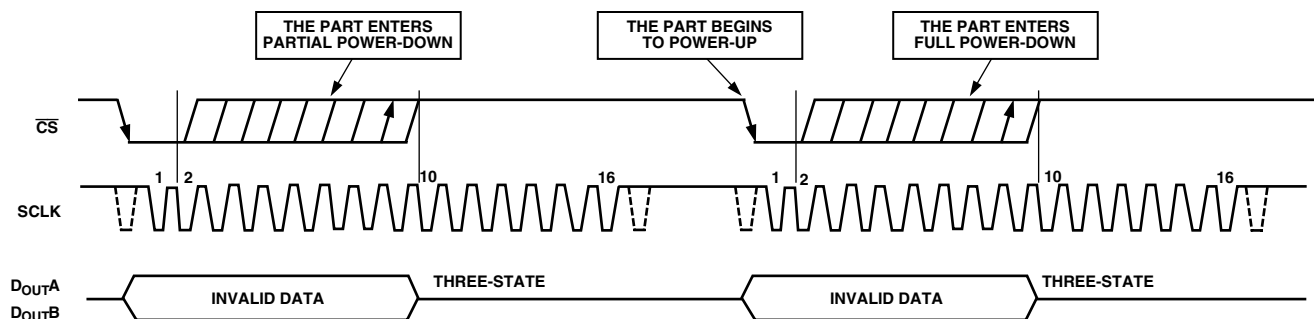 THE PART ENTERS
PARTIAL POWER-DOWN
THE PART BEGINS
TO POWER-UP
THE PART ENTERS
FULL POWER-DOWN
CS
SCLK
1 2 10 16 1 2 10 16
DOUTA
DOUTB
INVALID DATA
THREE-STATE
INVALID DATA
THREE-STATE